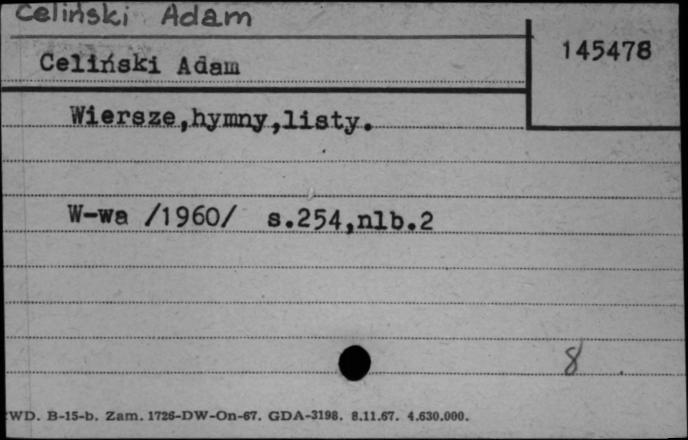 Celiński Adam
145478
Celiński Adam
Wiersze,hymny,listy.
W-wa /1960/ s.254,nlb.2
8
WD. B-15-b. Zam. 1726-DW-On-67. GDA-3198. 8.11.67. 4.630.000.